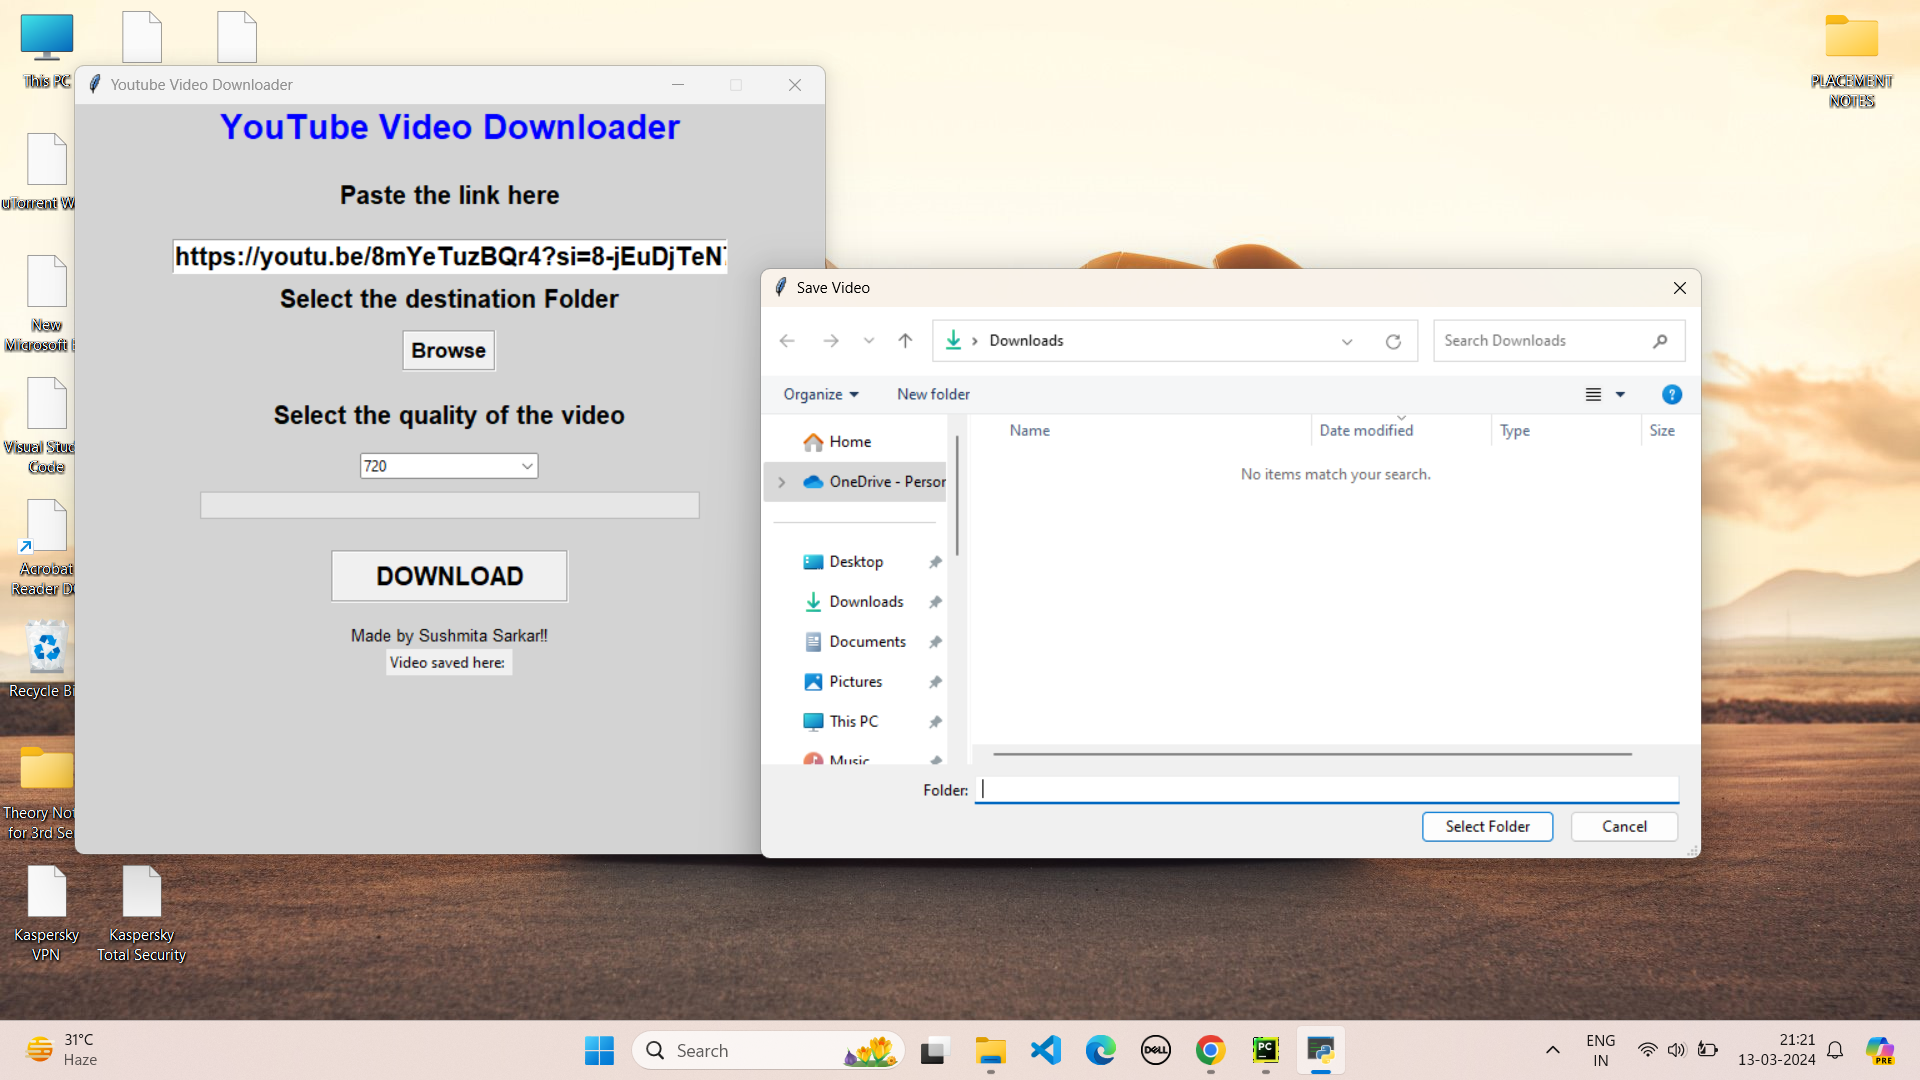 This PC
uTorrent W
New
Microsoft
Visual Stud
Code
Acrobat
Reader D
Recycle Bi
Theory Not
for 3rd Se
Kaspersky
VPN
Kaspersky
Total Security
PLACEMENT
NOTES
Youtube Video Downloader
YouTube Video Downloader
Paste the link here
https://youtu.be/8mYeTuzBQr4?si=8-jEuDjTeN
Select the destination Folder
Browse
Select the quality of the video
720
DOWNLOAD
Made by Sushmita Sarkar!!
Video saved here:
Save Video
Downloads
Search Downloads
Organize
New folder
?
Name
Date modified
Type
Size
No items match your search.
Home
OneDrive - Person
Desktop
Downloads
Documents
Pictures
This PC
Music
Folder:
Select Folder
Cancel
31°C
Haze
Search
DELL
PC
ENG
IN
21:21
13-03-2024
PRE